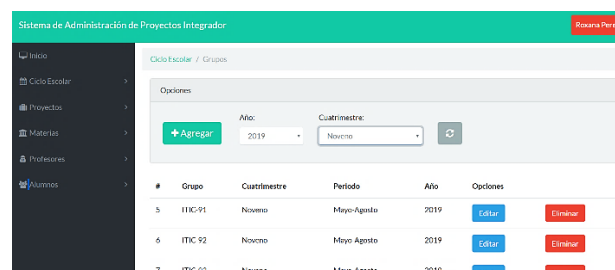 Sistema de Administración de Proyectos Integrador
Roxana Per
Inicio
Ciclo Escolar / Grupos
Ciclo Escolar
Opciones
Proyectos
Año: Cuatrimestre:
+ Agregar 2019 Noveno
Materias
Profesores
Alumnos
# Grupo Cuatrimestre Periodo Año Opciones
5 ITIC-91 Noveno Mayo-Agosto 2019 Editar Eliminar
6 ITIC 92 Noveno Mayo Agosto 2019 Editar Eliminar